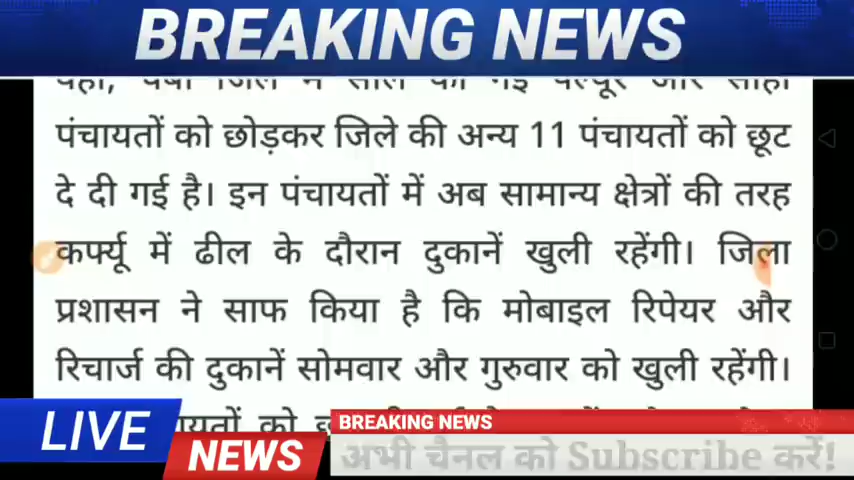 BREAKING NEWS
पंचायतों को छोड़कर जिले की अन्य 11 पंचायतों को छूट
दे दी गई है। इन पंचायतों में अब सामान्य क्षेत्रों की तरह
कर्फ्यू में ढील के दौरान दुकानें खुली रहेंगी। जिला
प्रशासन ने साफ किया है कि मोबाइल रिपेयर और
रिचार्ज की दुकानें सोमवार और गुरुवार को खुली रहेंगी।
को
LIVE
NEWS
BREAKING NEWS
अभी चैनल को Subscribe करें!